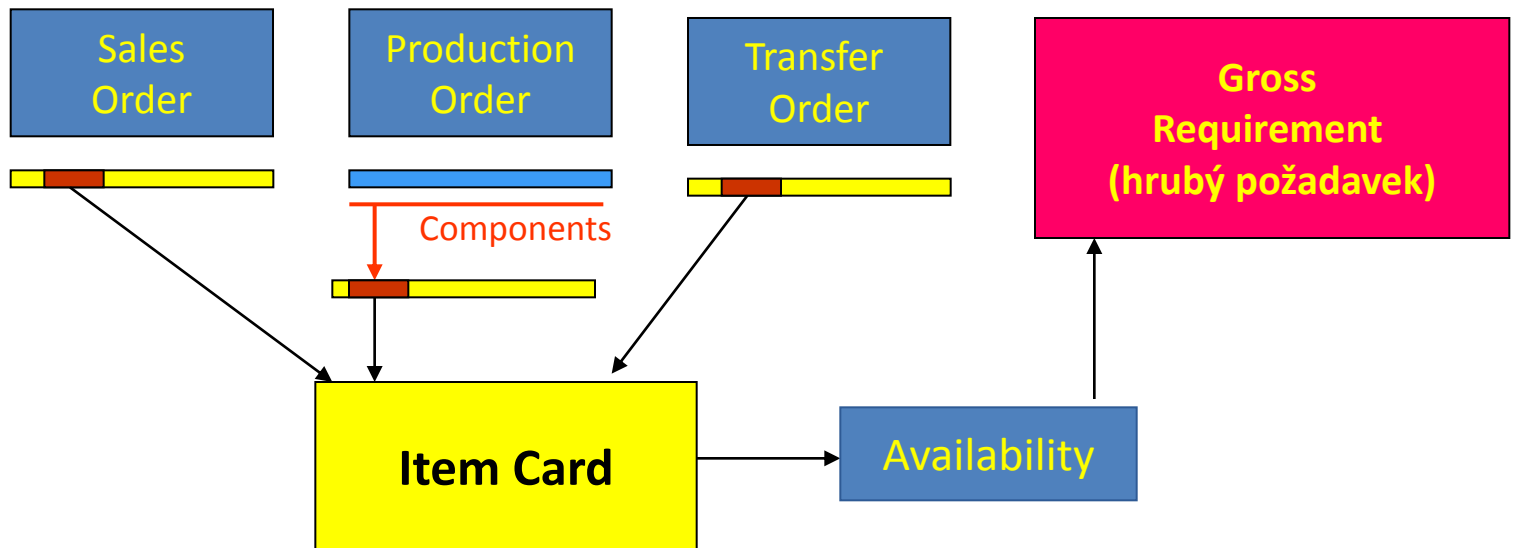 Sales
Order
Production
Order
Transfer
Order
Gross
Requirement
(hrubý požadavek)
Components
Item Card
Availability